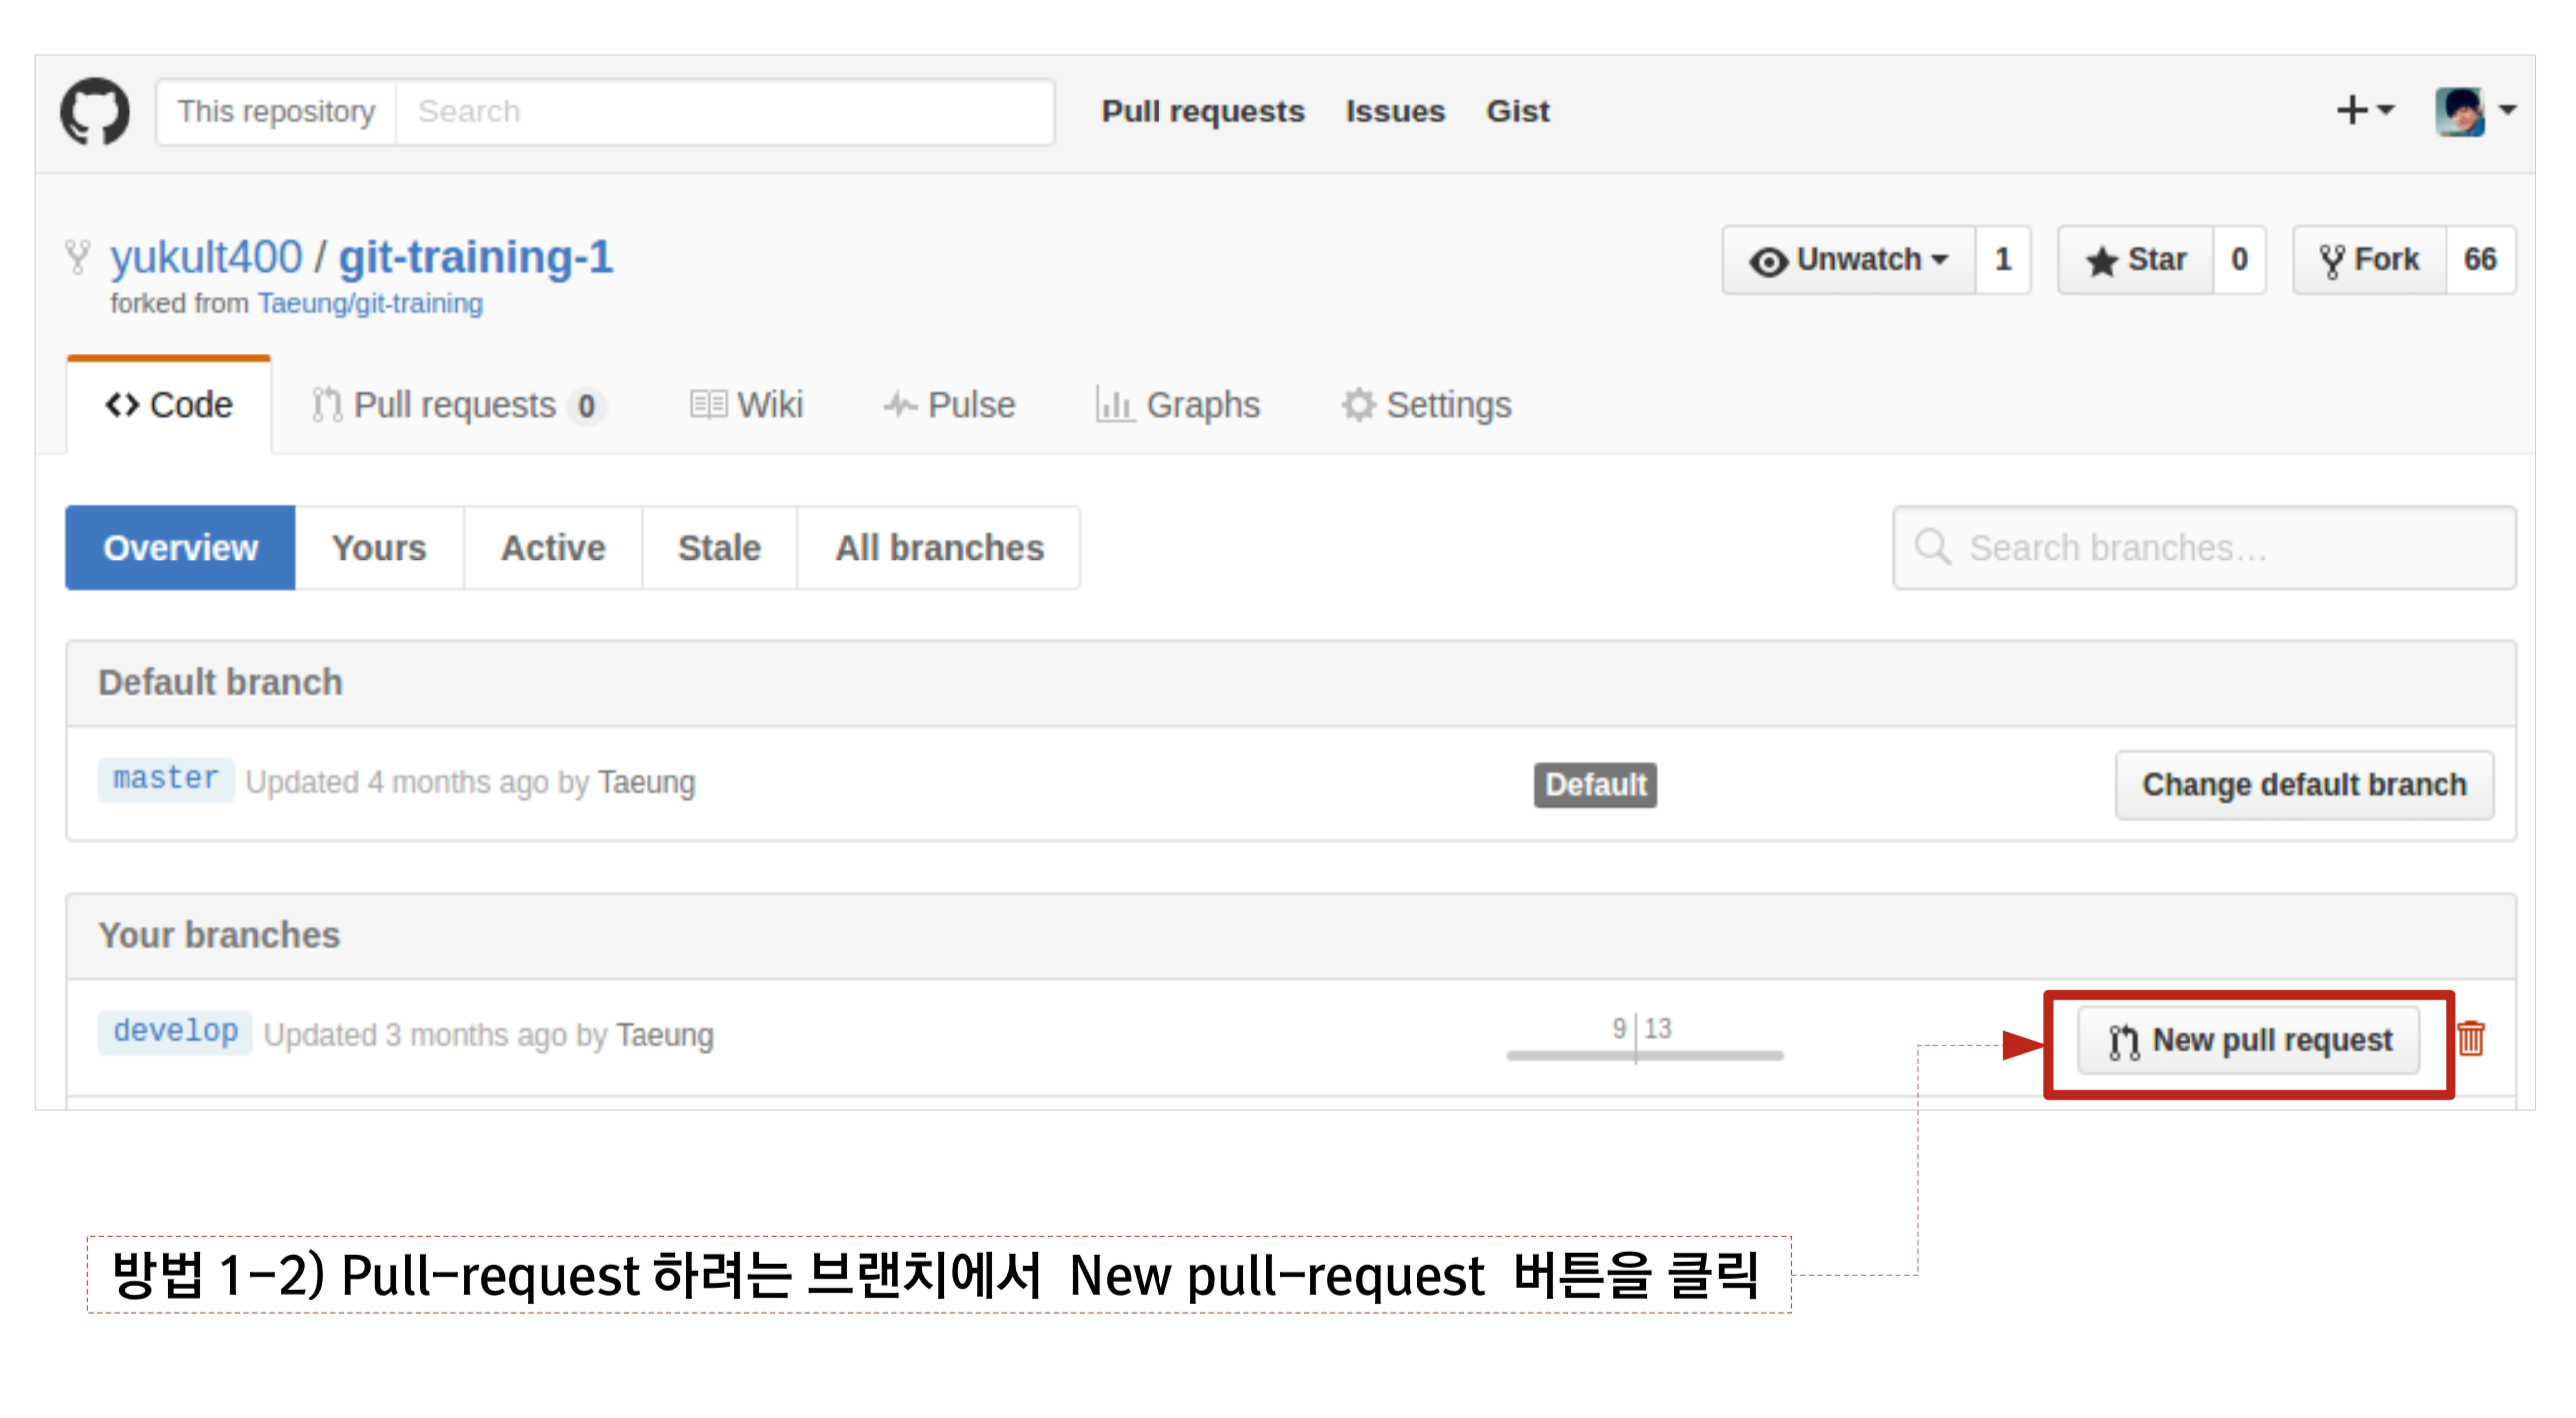 This repository Search Pull requests Issues Gist
yukult400 / git-training-1 Unwatch 1 Star 0 Fork 66
forked from Taeung/git-training
Code Pull requests 0 Wiki Pulse Graphs Settings
Overview Yours Active Stale All branches Search branches...
Default branch
master Updated 4 months ago by Taeung Default Change default branch
Your branches
develop Updated 3 months ago by Taeung 9 13 New pull request
방법 1-2) Pull-request 하려는 브랜치에서 New pull-request 버튼을 클릭